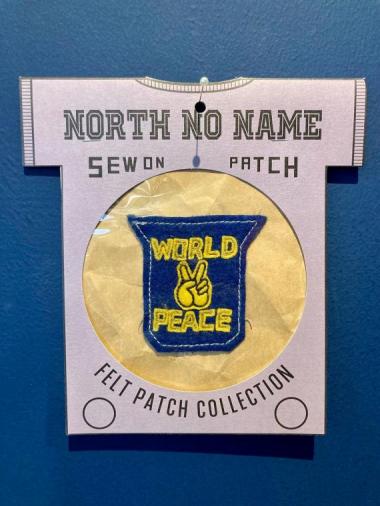 NORTH NO NAME
SEW ON PATCH
WORLD
PEACE
FELT PATCH COLLECTION